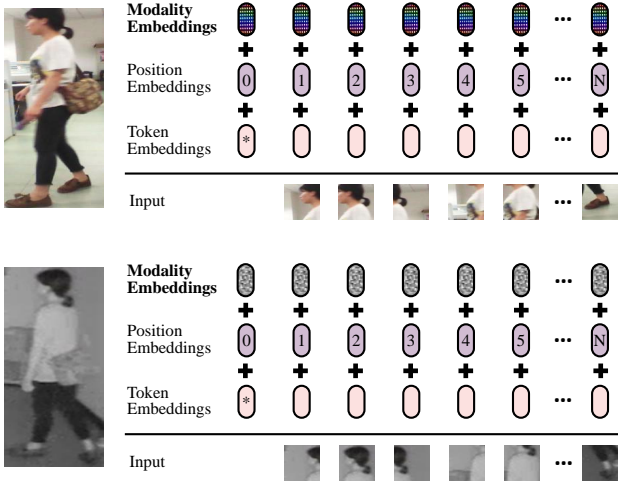 Modality
Embeddings
Position
Embeddings
0 1 2 3 4 5 ... N
Token
Embeddings
*
Input
...
Modality
Embeddings
Position
Embeddings
0 1 2 3 4 5 ... N
Token
Embeddings
*
Input
...